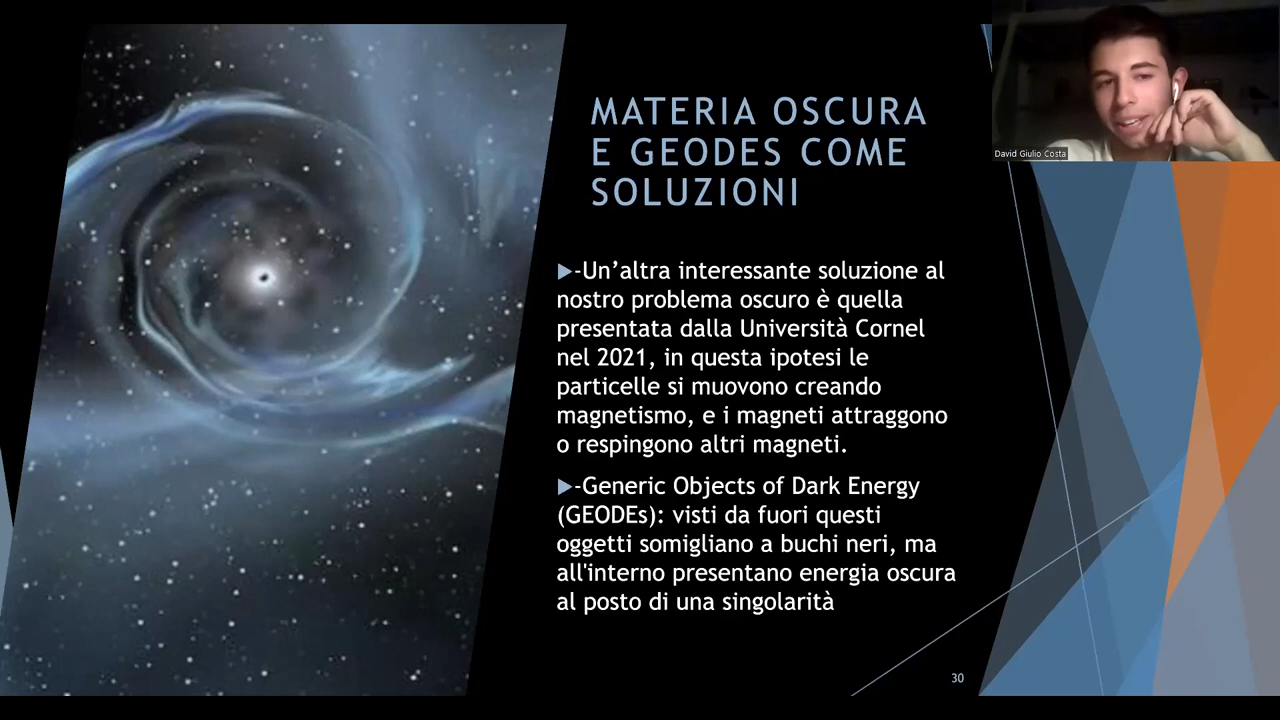 MATERIA OSCURA
E GEODES COME
SOLUZIONI
David Giulio Costa
-Un’altra interessante soluzione al
nostro problema oscuro è quella
presentata dalla Università Cornel
nel 2021, in questa ipotesi le
particelle si muovono creando
magnetismo, e i magneti attraggono
o respingono altri magneti.
-Generic Objects of Dark Energy
(GEODEs): visti da fuori questi
oggetti somigliano a buchi neri, ma
all'interno presentano energia oscura
al posto di una singolarità
30